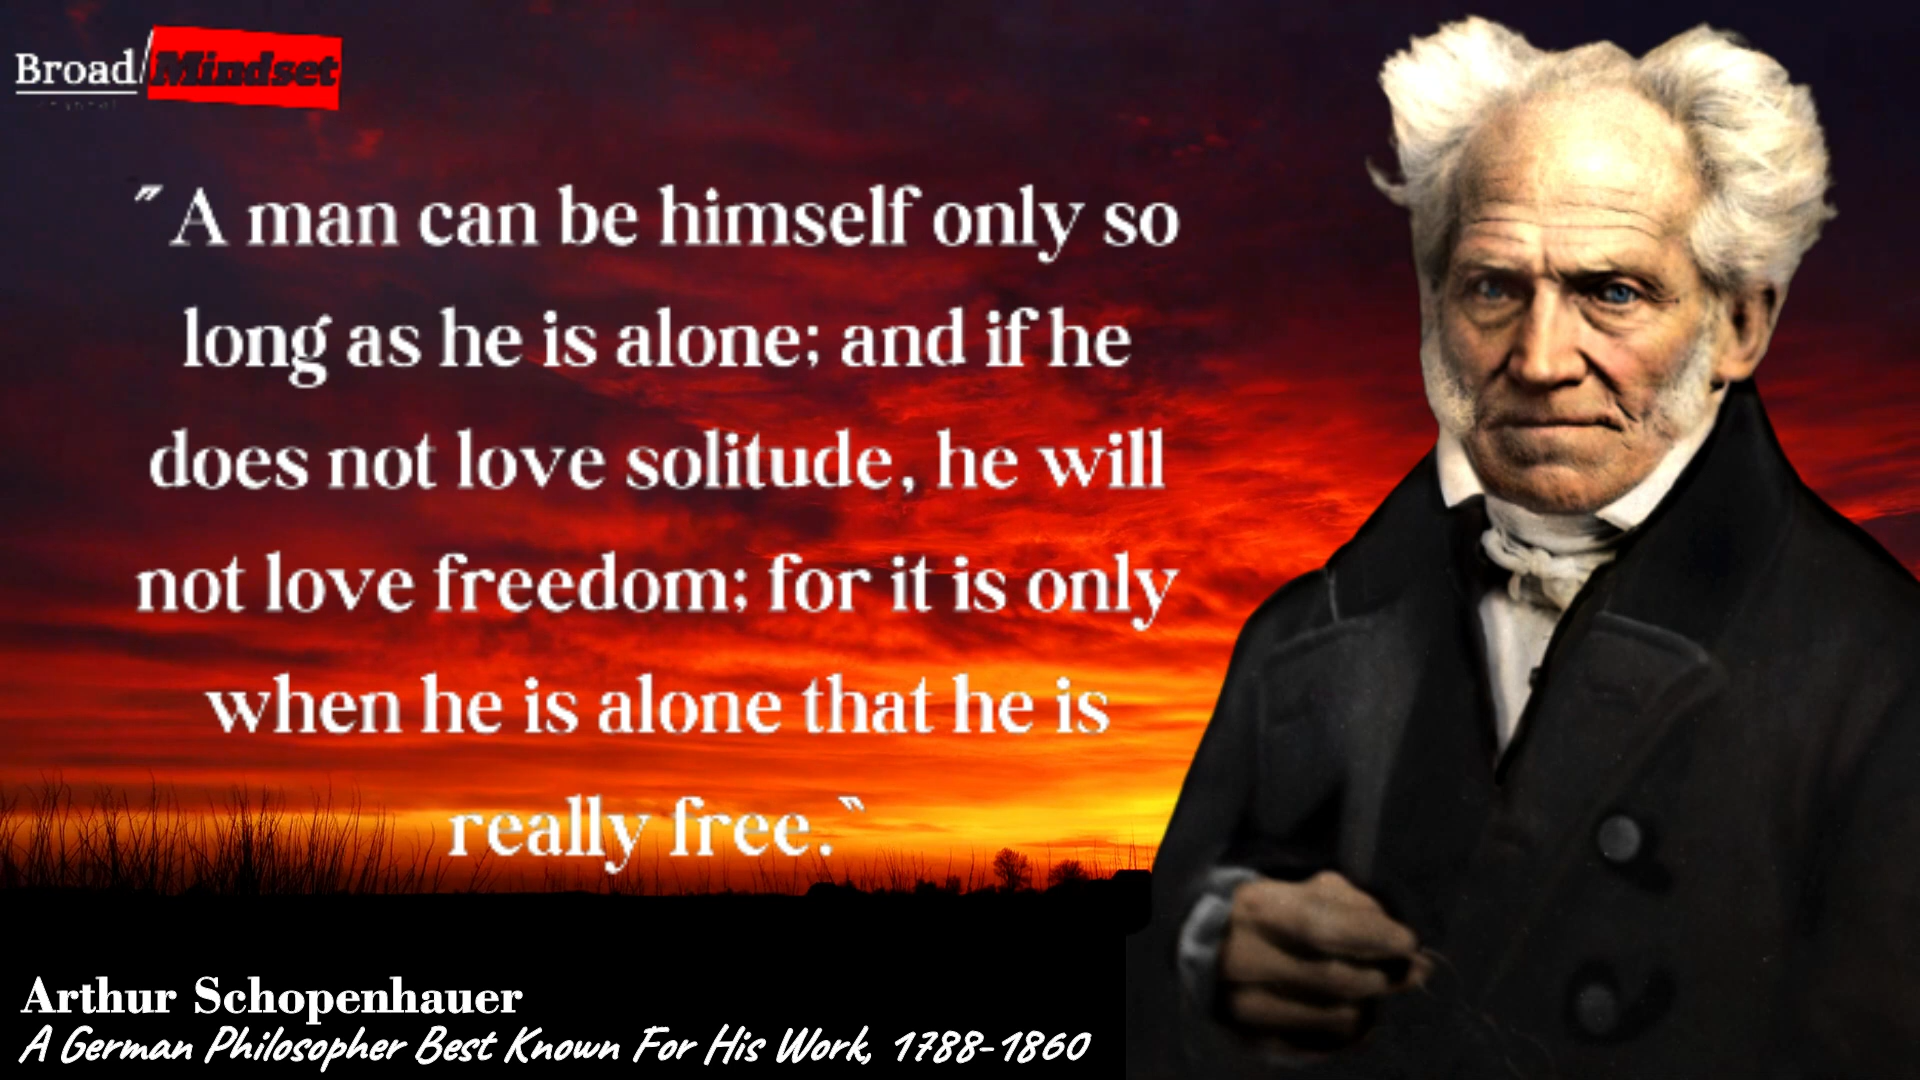 Broad/Mindset
"A man can be himself only so
long as he is alone; and if he
does not love solitude, he will
not love freedom; for it is only
when he is alone that he is
really free."
Arthur Schopenhauer
A German Philosopher Best Known For His Work, 1788-1860